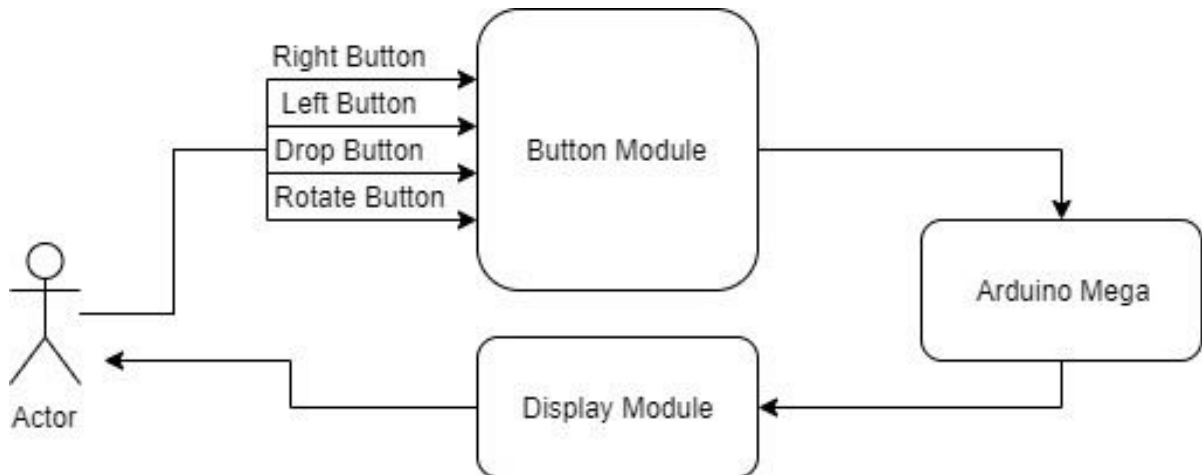 Right Button
Left Button
Drop Button
Rotate Button
Button Module
Arduino Mega
Display Module
Actor